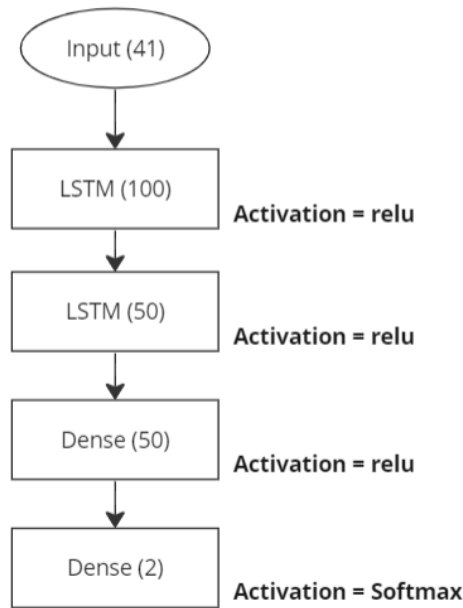 Input (41)
LSTM (100)
Activation = relu
LSTM (50)
Activation = relu
Dense (50)
Activation = relu
Dense (2)
Activation = Softmax